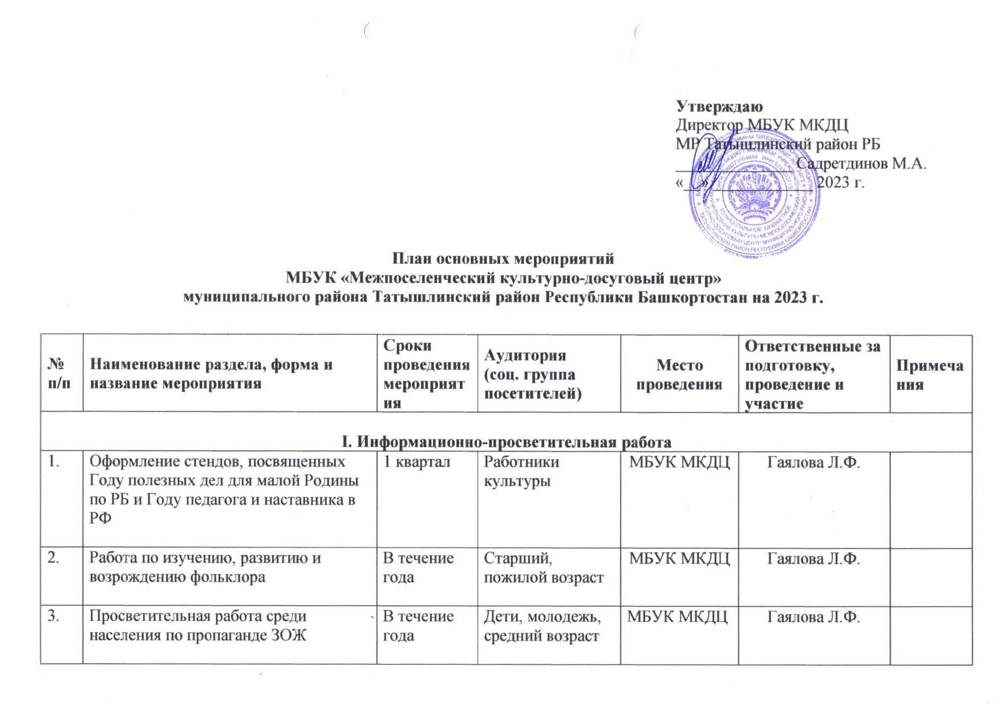 Утверждаю
Директор МБУК МКДЦ
МР Татышлинский район РБ
Садретдинов М.А.
«__»____________ 2023 г.
План основных мероприятий
МБУК «Межпоселенческий культурно-досуговый центр»
муниципального района Татышлинский район Республики Башкортостан на 2023 г.
№ п/п
Наименование раздела, форма и
название мероприятия
Сроки
проведения
мероприят
ия
Аудитория
(соц. группа
посетителей)
Место
проведения
Ответственные за
подготовку,
проведение и
участие
Примеча
ния
I. Информационно-просветительная работа
1.
Оформление стендов, посвященных
Году полезных дел для малой Родины
по РБ и Году педагога и наставника в
РФ
1 квартал
Работники
культуры
МБУК МКДЦ
Гаялова Л.Ф.
2.
Работа по изучению, развитию и
возрождению фольклора
В течение
года
Старший,
пожилой возраст
МБУК МКДЦ
Гаялова Л.Ф.
3.
Просветительная работа среди
населения по пропаганде ЗОЖ
В течение
года
Дети, молодежь,
средний возраст
МБУК МКДЦ
Гаялова Л.Ф.